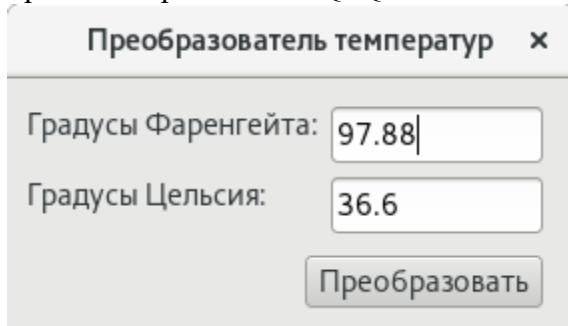 Преобразователь температур ×
Градусы Фаренгейта: 97.88
Градусы Цельсия: 36.6
Преобразовать